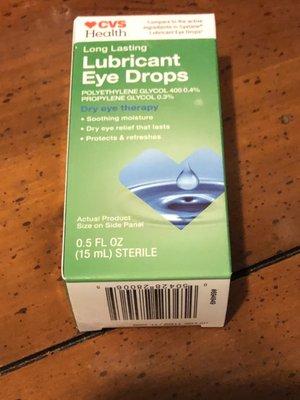 CVS
Health
Compare to the active
ingredients in Systane®
Lubricant Eye Drops*
Long Lasting
Lubricant
Eye Drops
POLYETHYLENE GLYCOL 400 0.4%
PROPYLENE GLYCOL 0.3%
Dry eye therapy
• Soothing moisture
• Dry eye relief that lasts
• Protects & refreshes
Actual Product
Size on Side Panel
0.5 FL OZ
(15 mL) STERILE
50428 28006